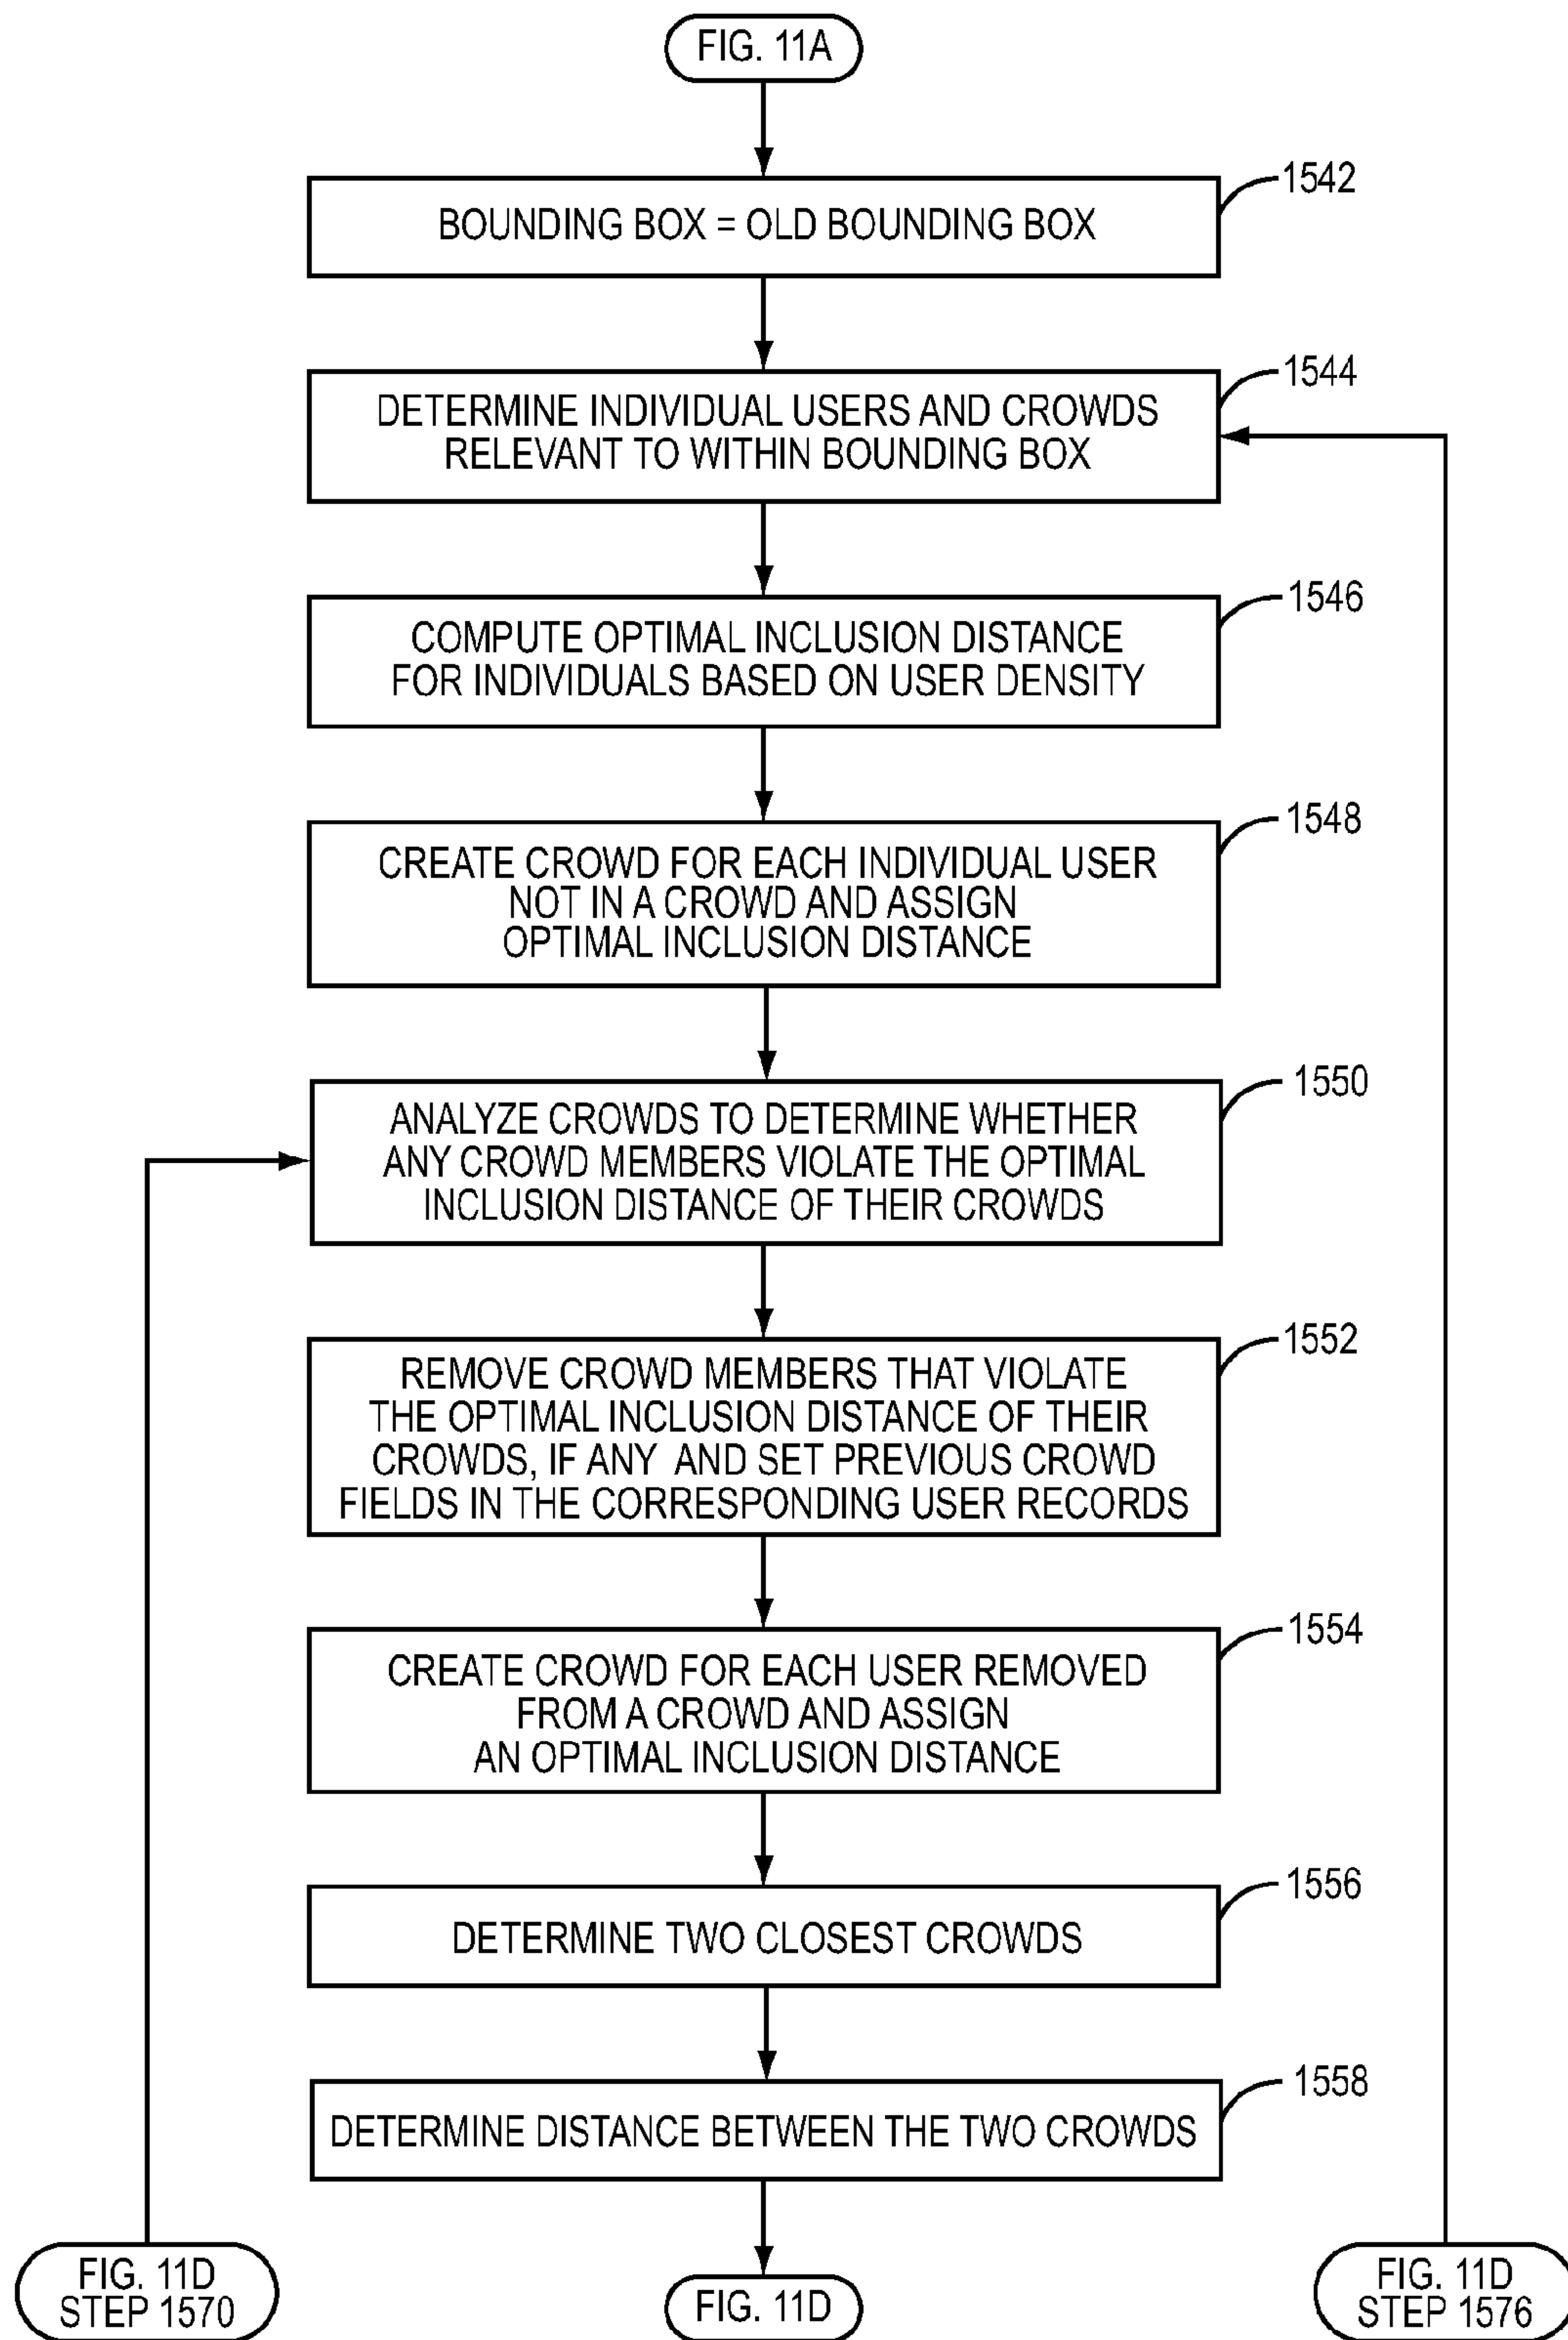 FIG. 11A
1542
BOUNDING BOX = OLD BOUNDING BOX
1544
DETERMINE INDIVIDUAL USERS AND CROWDS
RELEVANT TO WITHIN BOUNDING BOX
1546
COMPUTE OPTIMAL INCLUSION DISTANCE
FOR INDIVIDUALS BASED ON USER DENSITY
1548
CREATE CROWD FOR EACH INDIVIDUAL USER
NOT IN A CROWD AND ASSIGN
OPTIMAL INCLUSION DISTANCE
1550
ANALYZE CROWDS TO DETERMINE WHETHER
ANY CROWD MEMBERS VIOLATE THE OPTIMAL
INCLUSION DISTANCE OF THEIR CROWDS
1552
REMOVE CROWD MEMBERS THAT VIOLATE
THE OPTIMAL INCLUSION DISTANCE OF THEIR
CROWDS, IF ANY AND SET PREVIOUS CROWD
FIELDS IN THE CORRESPONDING USER RECORDS
1554
CREATE CROWD FOR EACH USER REMOVED
FROM A CROWD AND ASSIGN
AN OPTIMAL INCLUSION DISTANCE
1556
DETERMINE TWO CLOSEST CROWDS
1558
DETERMINE DISTANCE BETWEEN THE TWO CROWDS
FIG. 11D
STEP 1570
FIG. 11D
FIG. 11D
STEP 1576